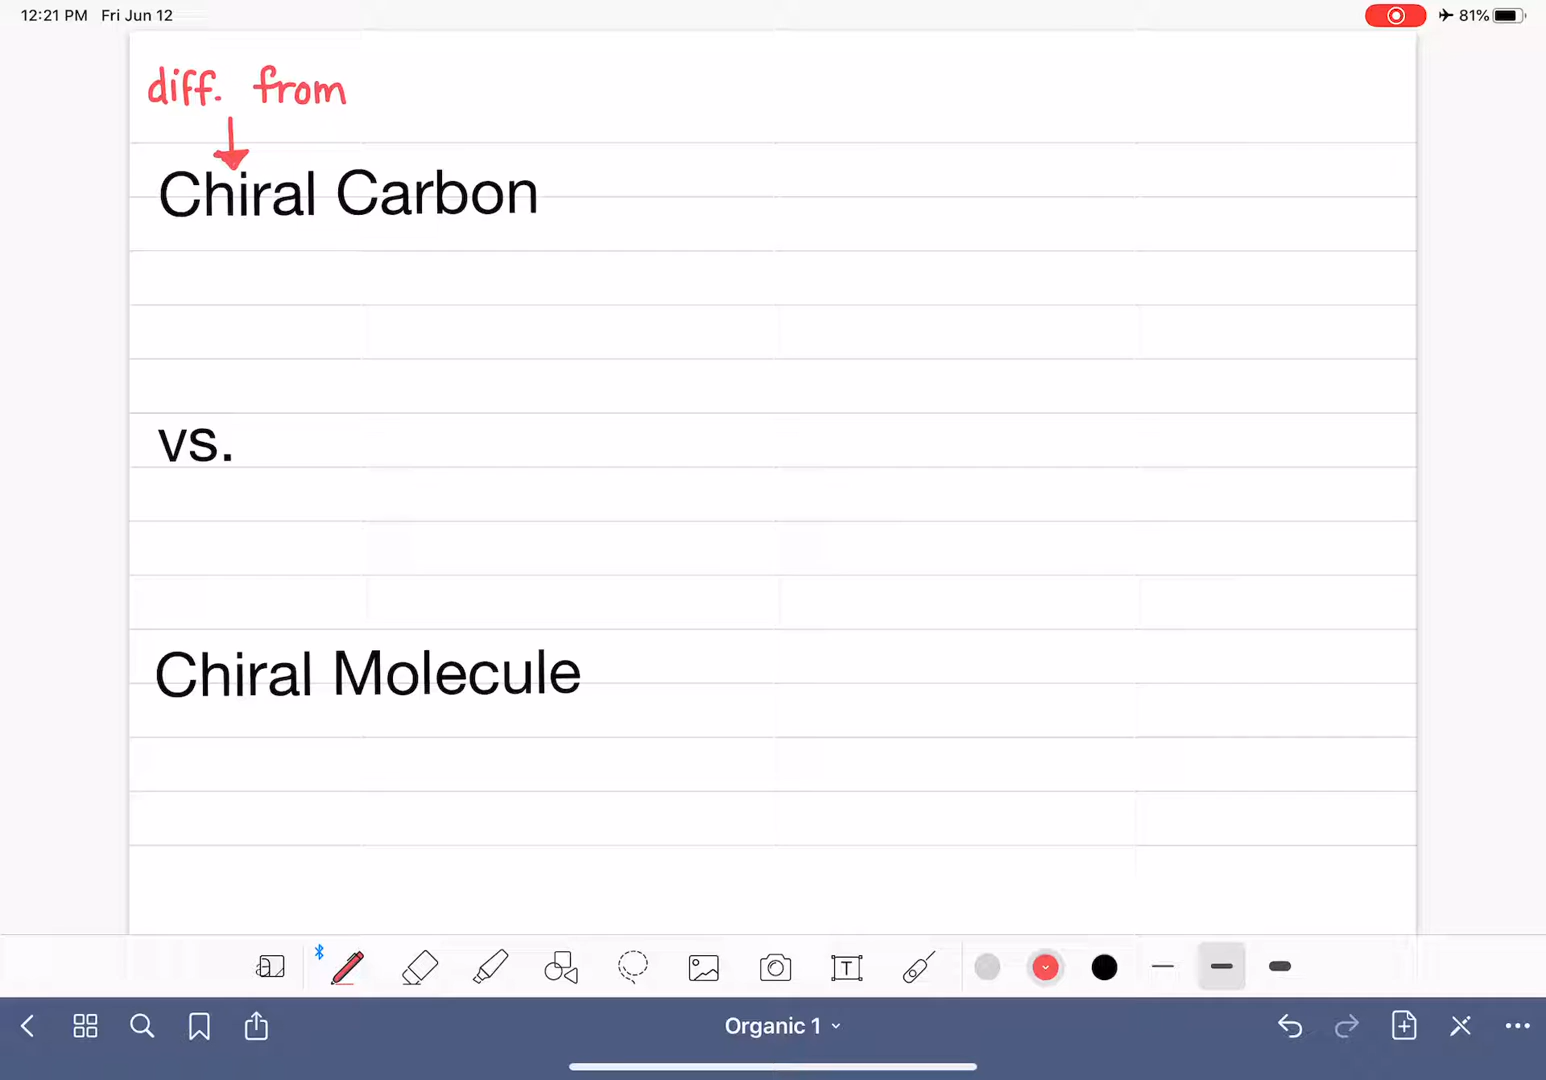 12:21 PM Fri Jun 12
81%
diff. from
Chiral Carbon
vs.
Chiral Molecule
T
Organic 1